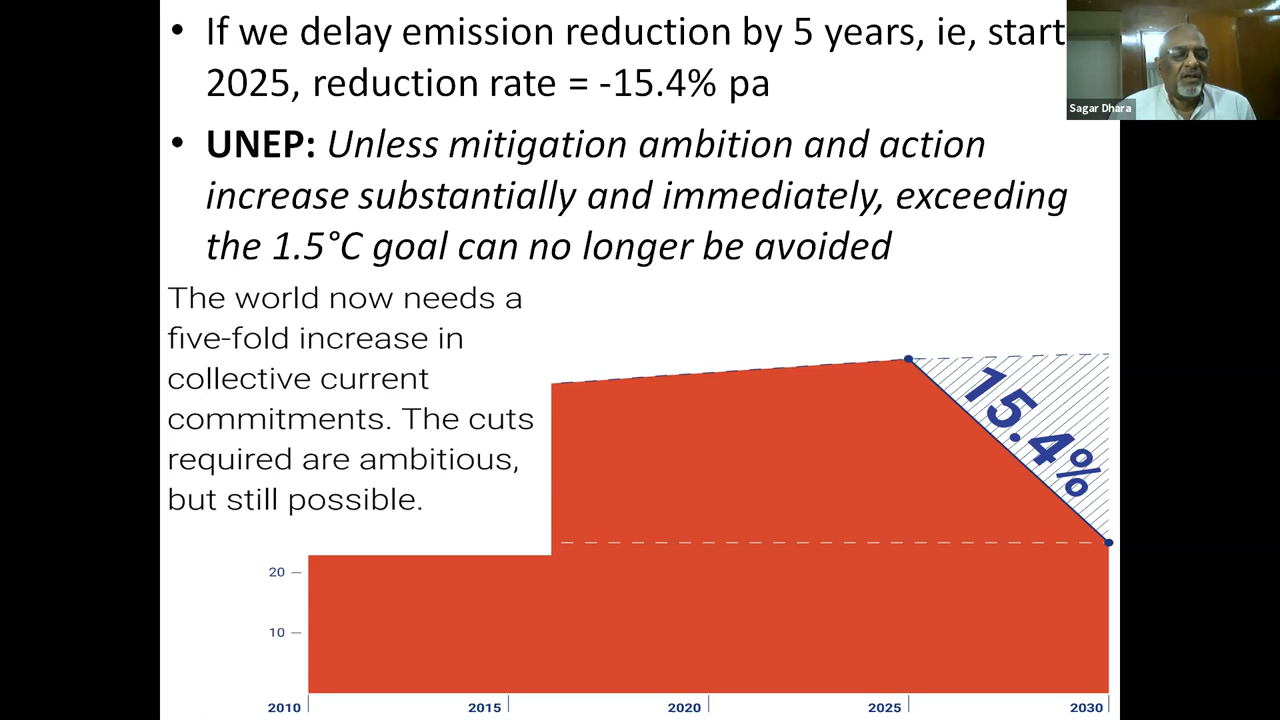 • If we delay emission reduction by 5 years, ie, start
2025, reduction rate = -15.4% pa
Sagar Dhara
• UNEP: Unless mitigation ambition and action
increase substantially and immediately, exceeding
the 1.5°C goal can no longer be avoided
The world now needs a
five-fold increase in
collective current
commitments. The cuts
required are ambitious,
but still possible.
15.4%
20
10
2010 2015 2020 2025 2030